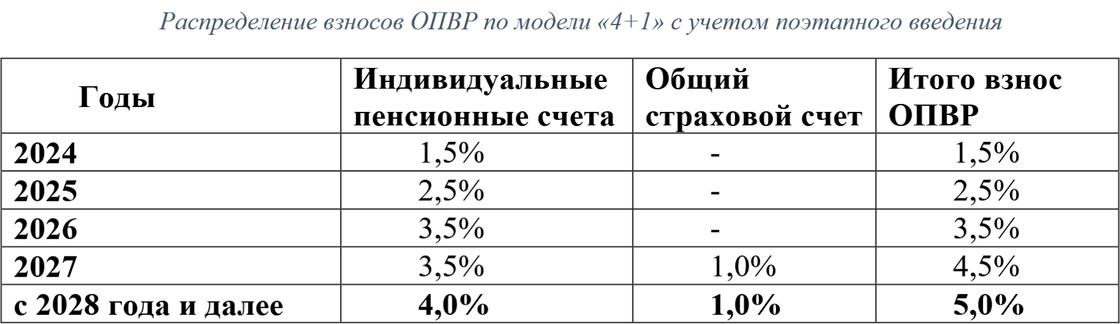 Распределение взносов ОПВР по модели «4+1» с учетом поэтапного введения
Годы Индивидуальные пенсионные счета Общий страховой счет Итого взнос ОПВР
2024 1,5% - 1,5%
2025 2,5% - 2,5%
2026 3,5% - 3,5%
2027 3,5% 1,0% 4,5%
с 2028 года и далее 4,0% 1,0% 5,0%